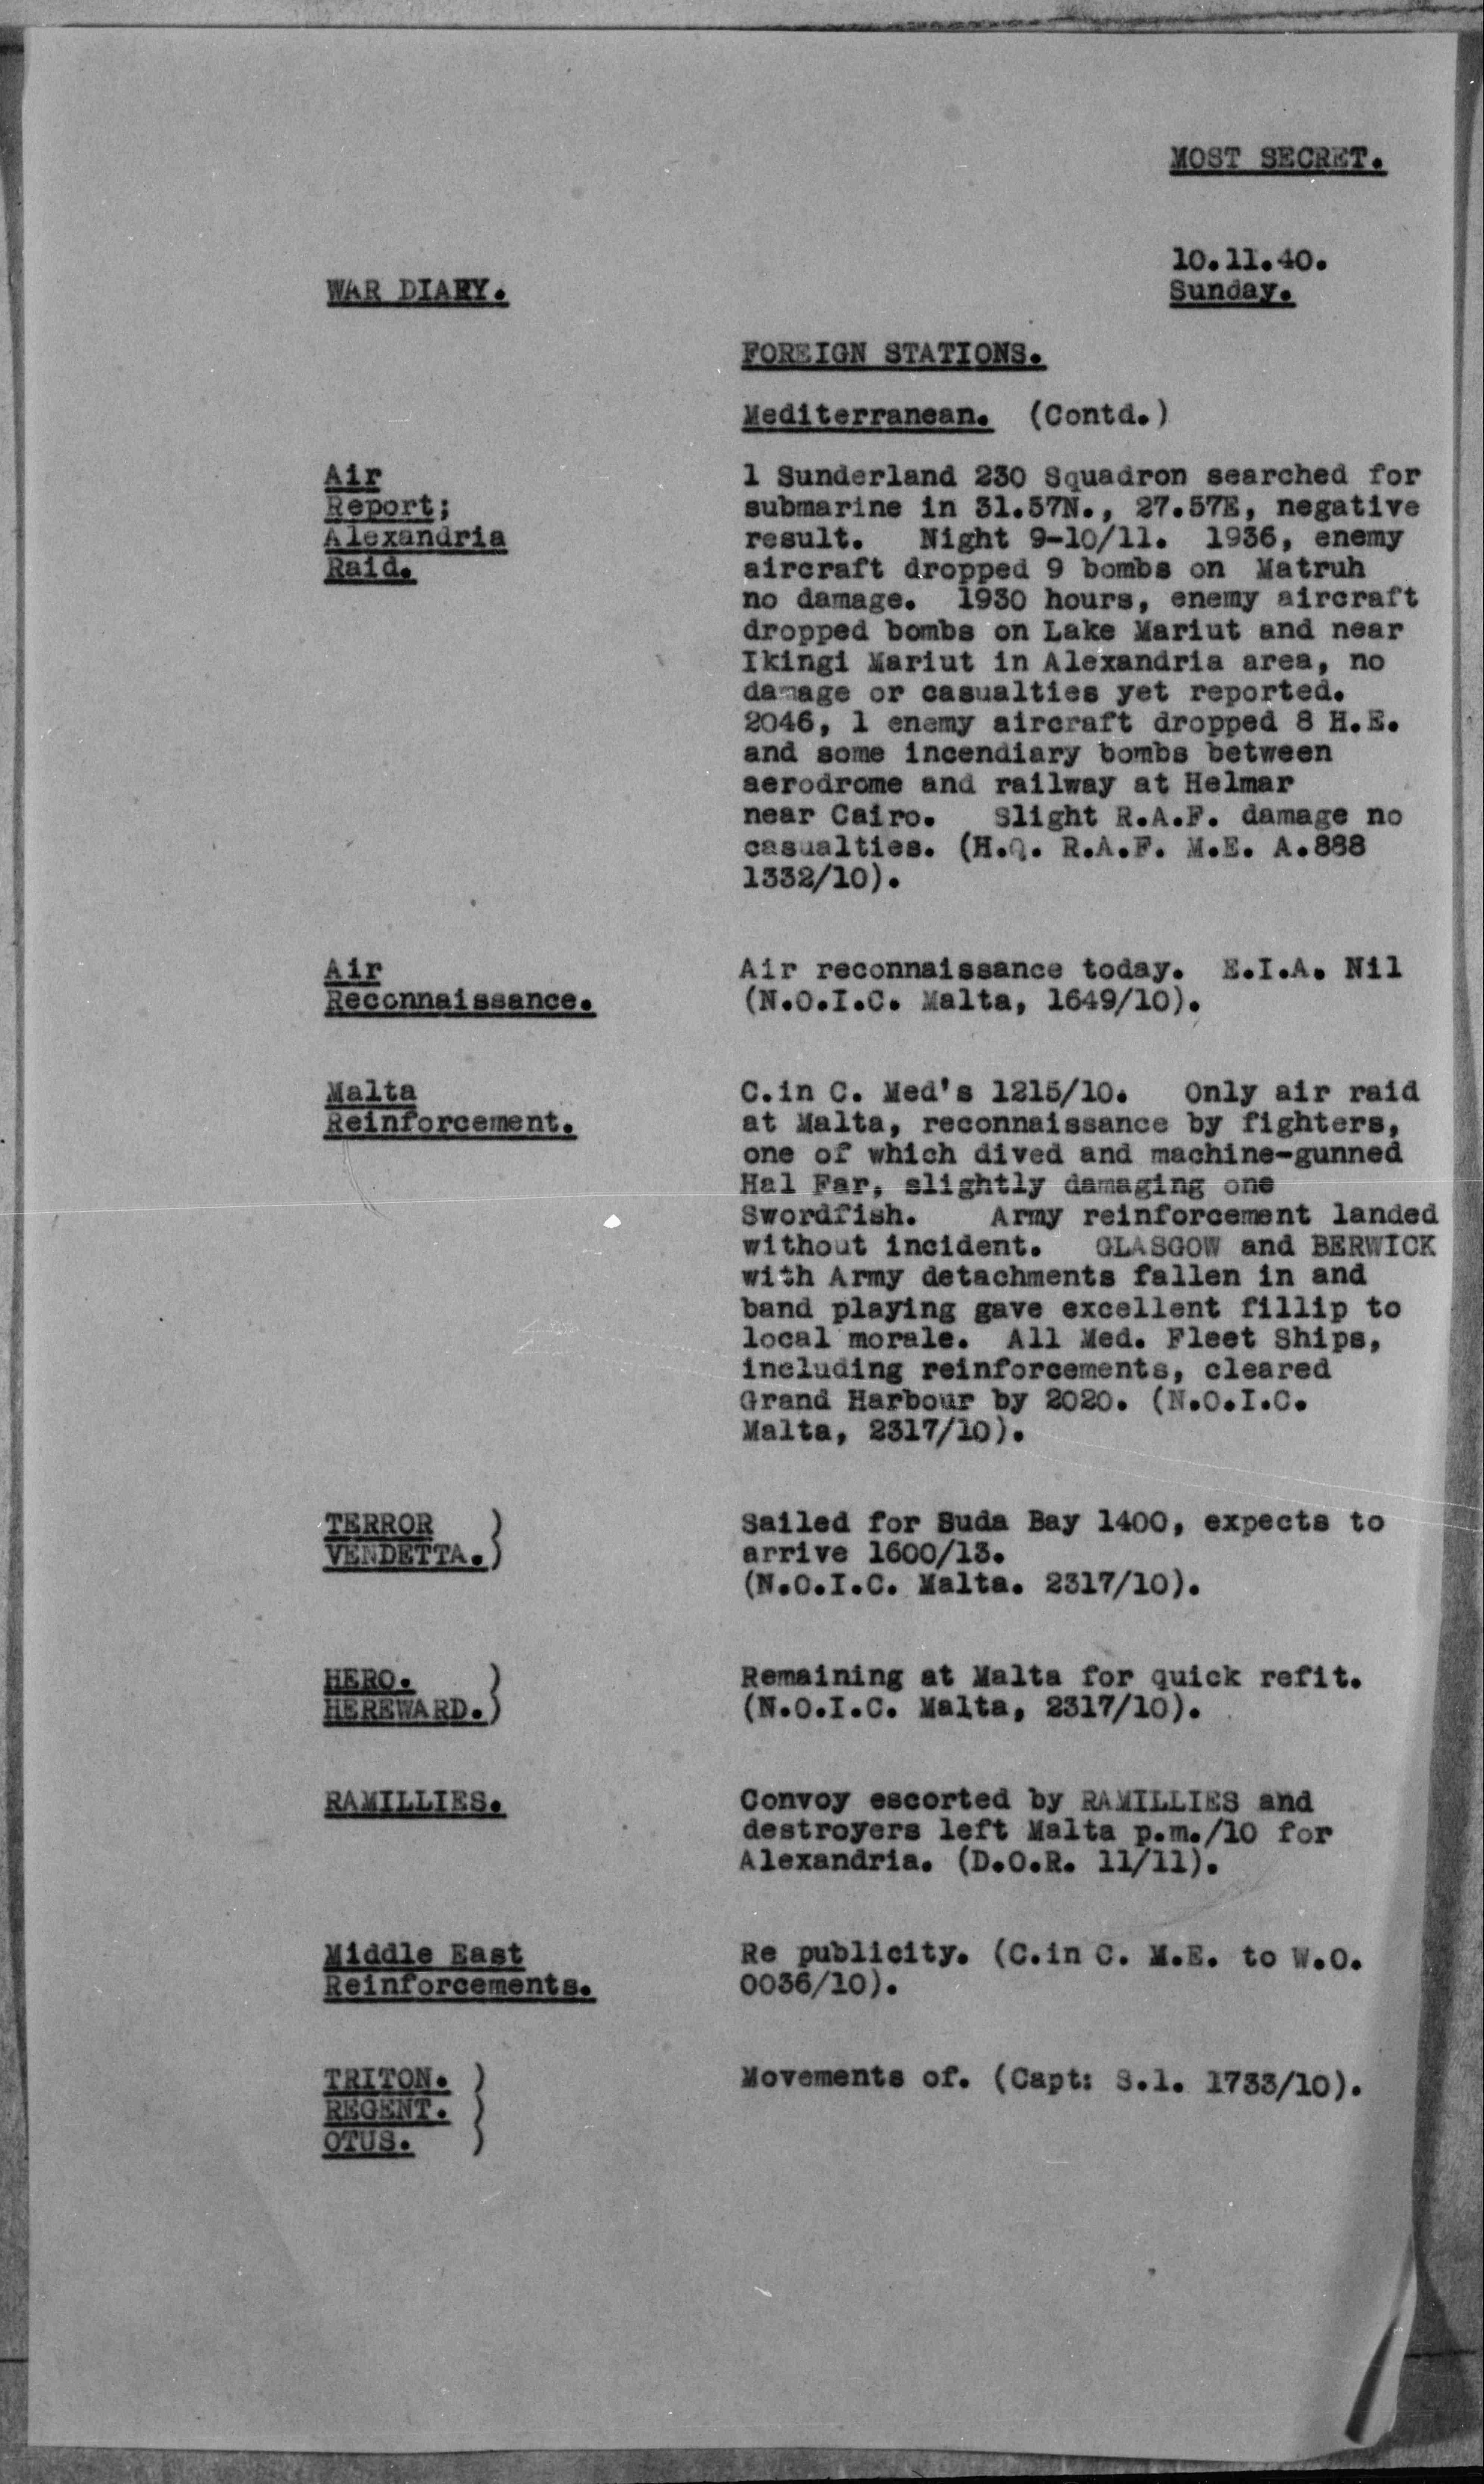 MOST SECRET.
10.11.40.
WAR DIARY.
Sunday.
FOREIGN STATIONS.
Mediterranean. (Contd.)
Air
Report;
Alexandria
Raid.
1 Sunderland 230 Squadron searched for
submarine in 31.57N., 27.57E, negative
result. Night 9-10/11. 1936, enemy
aircraft dropped 9 bombs on Matruh
no damage. 1930 hours, enemy aircraft
dropped bombs on Lake Mariut and near
Ikingi Mariut in Alexandria area, no
damage or casualties yet reported.
2046, 1 enemy aircraft dropped 8 H.E.
and some incendiary bombs between
aerodrome and railway at Helmar
near Cairo. Slight R.A.F. damage no
casualties. (H.Q. R.A.F. M.E. A.888
1332/10).
Air
Reconnaissance.
Air reconnaissance today. E.I.A. Nil
(N.O.I.C. Malta, 1649/10).
Malta
Reinforcement.
C.in C. Med's 1215/10. Only air raid
at Malta, reconnaissance by fighters,
one of which dived and machine-gunned
Hal Far, slightly damaging one
Swordfish. Army reinforcement landed
without incident. GLASGOW and BERWICK
with Army detachments fallen in and
band playing gave excellent fillip to
local morale. All Med. Fleet Ships,
including reinforcements, cleared
Grand Harbour by 2020. (N.O.I.C.
Malta, 2317/10).
TERROR )
VENDETTA.)
Sailed for Suda Bay 1400, expects to
arrive 1600/13.
(N.O.I.C. Malta. 2317/10).
HERO. )
HEREWARD.)
Remaining at Malta for quick refit.
(N.O.I.C. Malta, 2317/10).
RAMILLIES.
Convoy escorted by RAMILLIES and
destroyers left Malta p.m./10 for
Alexandria. (D.O.R. 11/11).
Middle East
Reinforcements.
Re publicity. (C.in C. M.E. to W.O.
0036/10).
TRITON. )
REGENT. )
OTUS. )
Movements of. (Capt: S.1. 1733/10).